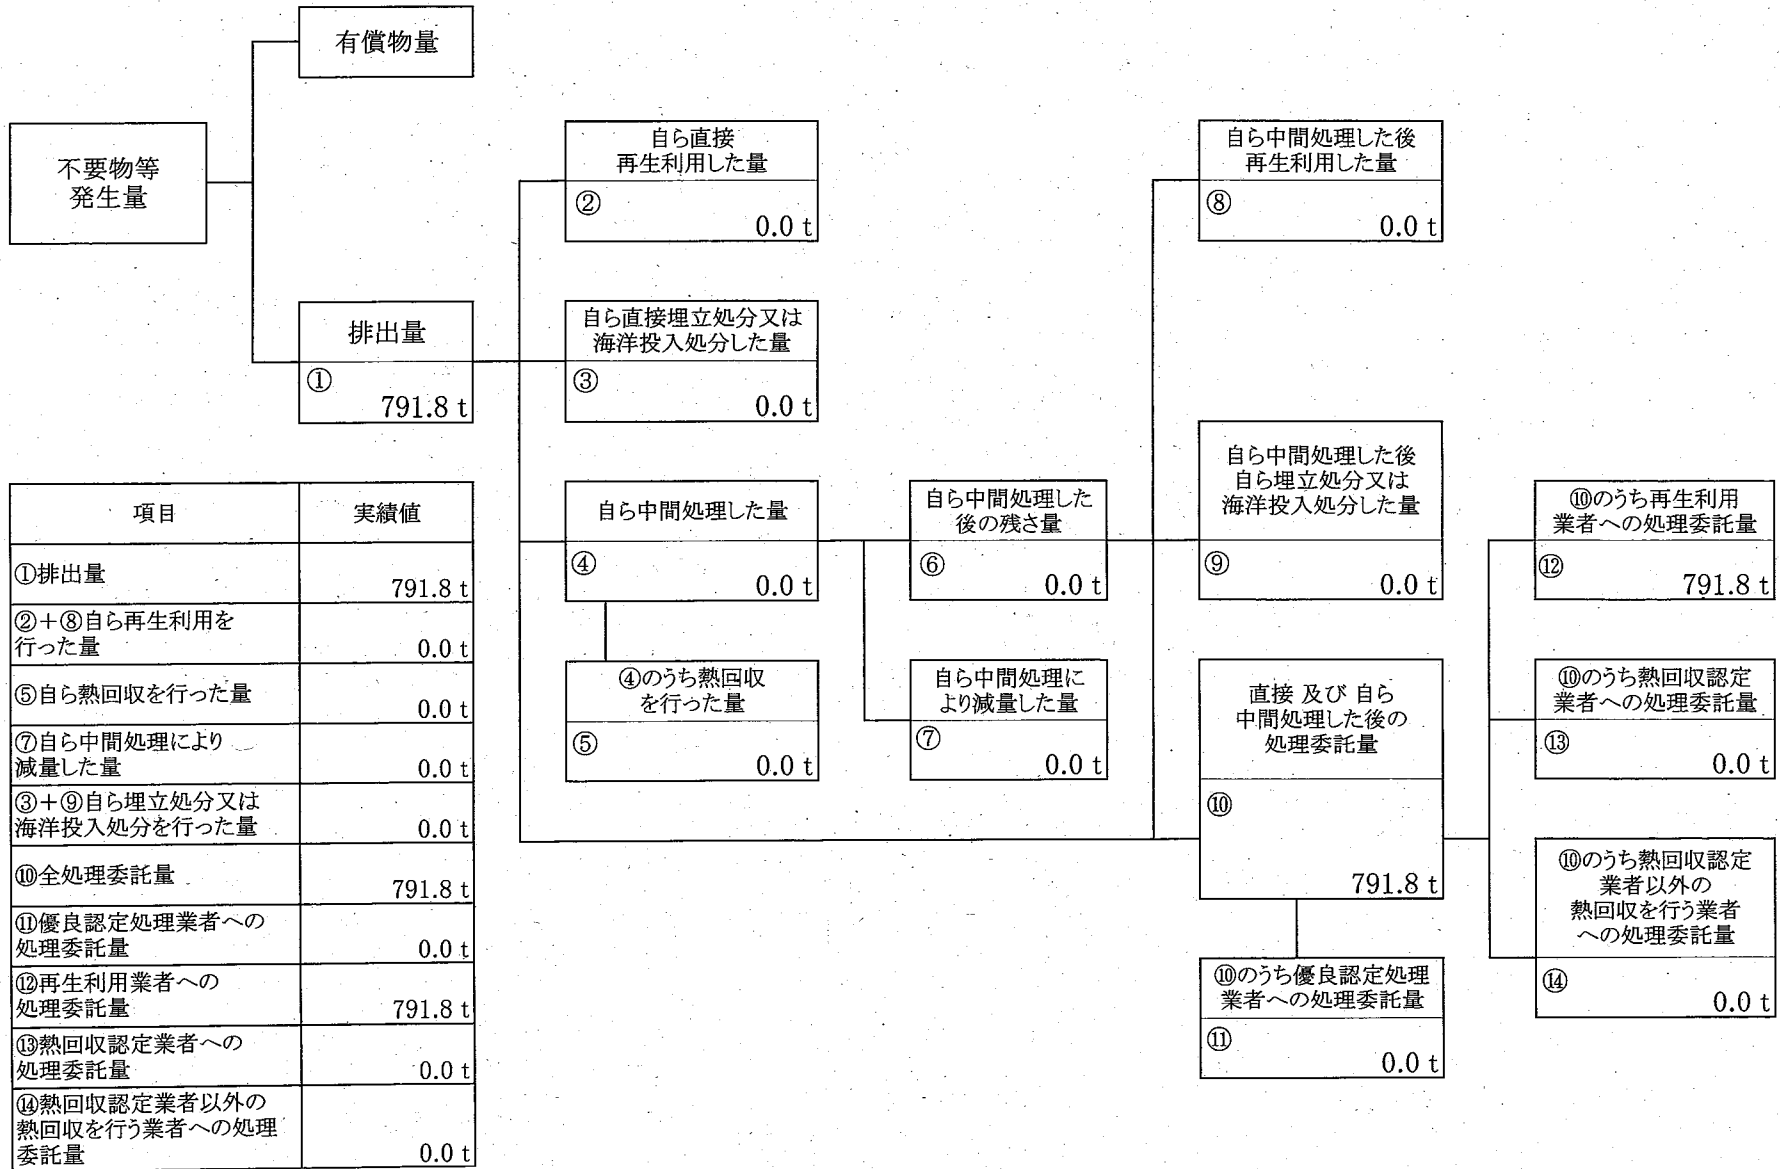 有償物量
不要物等
発生量
排出量
①
791.8 t
自ら直接
再生利用した量
②
0.0 t
自ら直接埋立処分又は
海洋投入処分した量
③
0.0 t
自ら中間処理した量
④
0.0 t
④のうち熱回収
を行った量
⑤
0.0 t
自ら中間処理した
後の残さ量
⑥
0.0 t
自ら中間処理に
より減量した量
⑦
0.0 t
自ら中間処理した後
再生利用した量
⑧
0.0 t
自ら中間処理した後
自ら埋立処分又は
海洋投入処分した量
⑨
0.0 t
直接 及び 自ら
中間処理した後の
処理委託量
⑩
791.8 t
⑩のうち優良認定処理
業者への処理委託量
⑪
0.0 t
⑩のうち再生利用
業者への処理委託量
⑫
791.8 t
⑩のうち熱回収認定
業者への処理委託量
⑬
0.0 t
⑩のうち熱回収認定
業者以外の
熱回収を行う業者
への処理委託量
⑭
0.0 t
項目 実績値
①排出量
791.8 t
②+⑧自ら再生利用を
行った量 0.0 t
⑤自ら熱回収を行った量
0.0 t
⑦自ら中間処理により
減量した量 0.0 t
③+⑨自ら埋立処分又は
海洋投入処分を行った量 0.0 t
⑩全処理委託量
791.8 t
⑪優良認定処理業者への
処理委託量 0.0 t
⑫再生利用業者への
処理委託量 791.8 t
⑬熱回収認定業者への
処理委託量 0.0 t
⑭熱回収認定業者以外の
熱回収を行う業者への処理
委託量 0.0 t